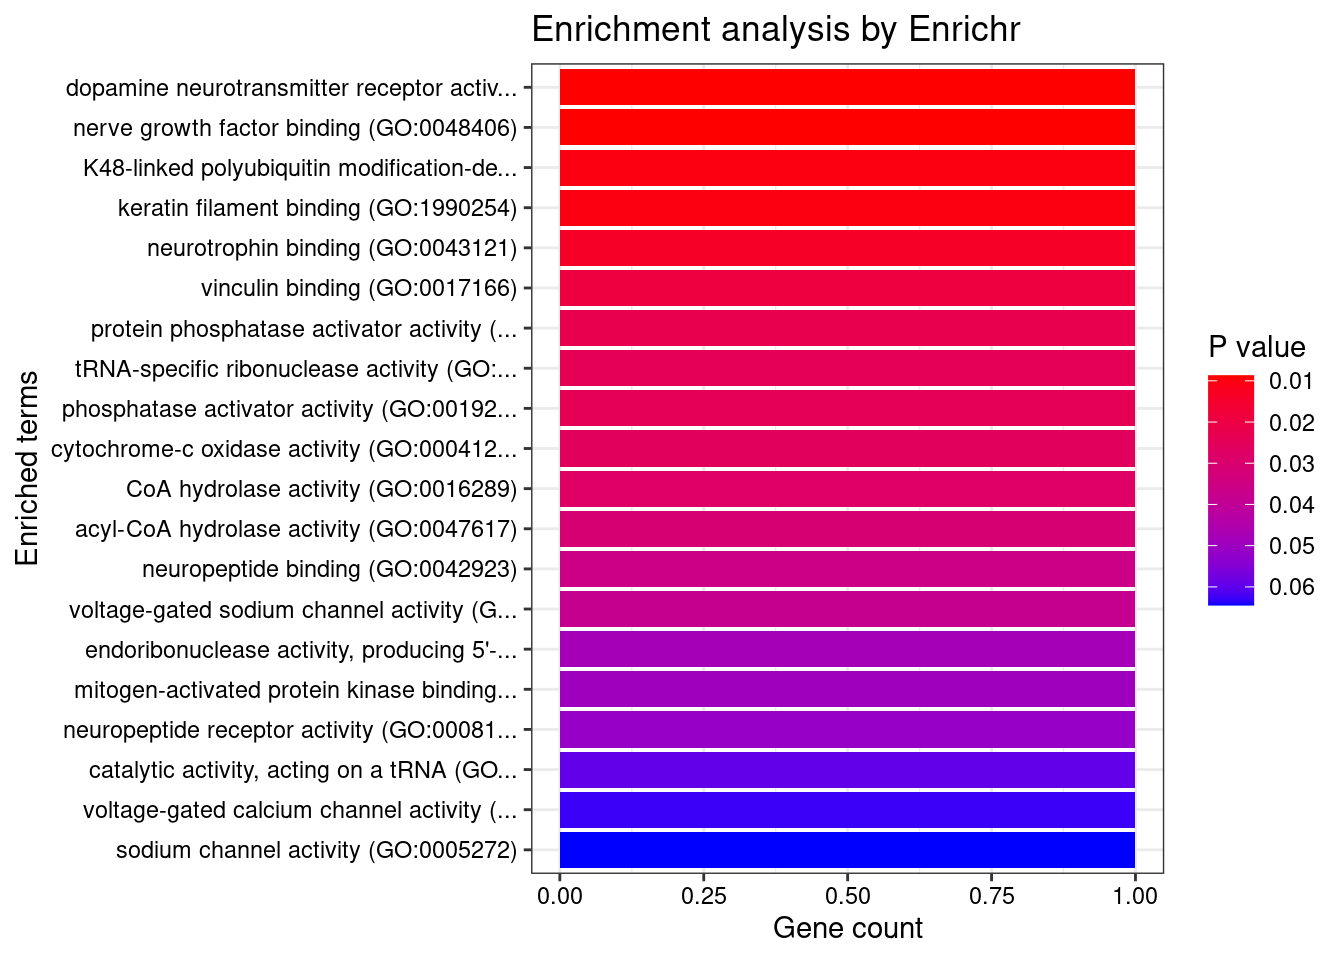 Enrichment analysis by Enrichr
dopamine neurotransmitter receptor activ...
nerve growth factor binding (GO:0048406)
K48-linked polyubiquitin modification-de...
keratin filament binding (GO:1990254)
neurotrophin binding (GO:0043121)
vinculin binding (GO:0017166)
protein phosphatase activator activity (...
tRNA-specific ribonuclease activity (GO:...
phosphatase activator activity (GO:00192...
cytochrome-c oxidase activity (GO:000412...
CoA hydrolase activity (GO:0016289)
acyl-CoA hydrolase activity (GO:0047617)
neuropeptide binding (GO:0042923)
voltage-gated sodium channel activity (G...
endoribonuclease activity, producing 5'-...
mitogen-activated protein kinase binding...
neuropeptide receptor activity (GO:00081...
catalytic activity, acting on a tRNA (GO...
voltage-gated calcium channel activity (...
sodium channel activity (GO:0005272)
Enriched terms
0.00 0.25 0.50 0.75 1.00
Gene count
P value
0.01
0.02
0.03
0.04
0.05
0.06